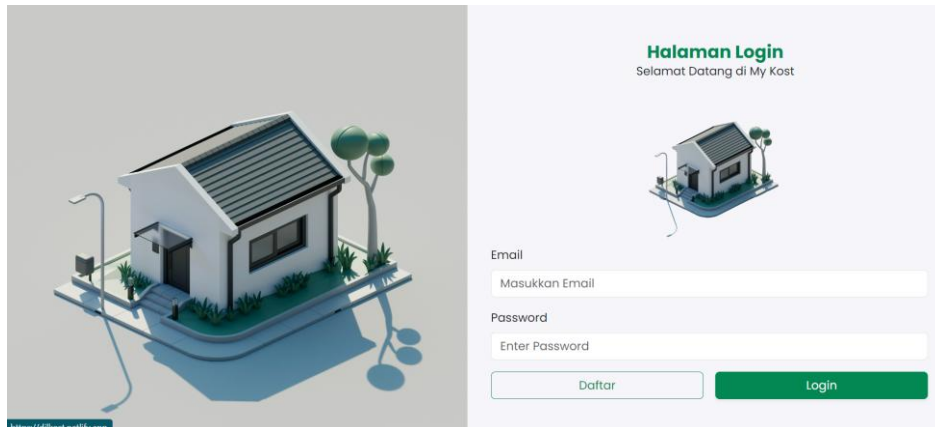 Halaman Login
Selamat Datang di My Kost
Email
Masukkan Email
Password
Enter Password
Daftar
Login